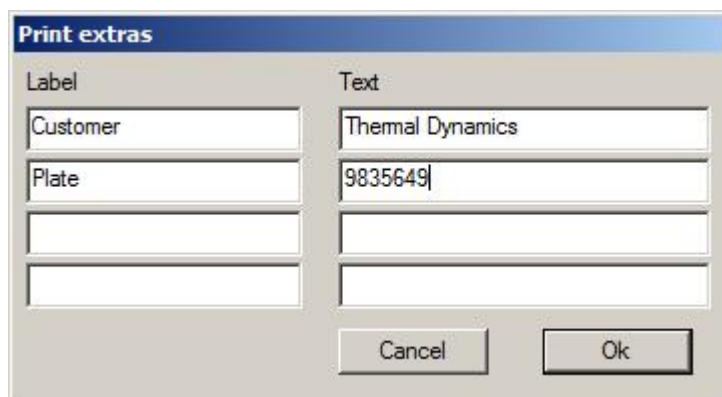 Print extras
Label Text
Customer Thermal Dynamics
Plate 9835649
Cancel Ok